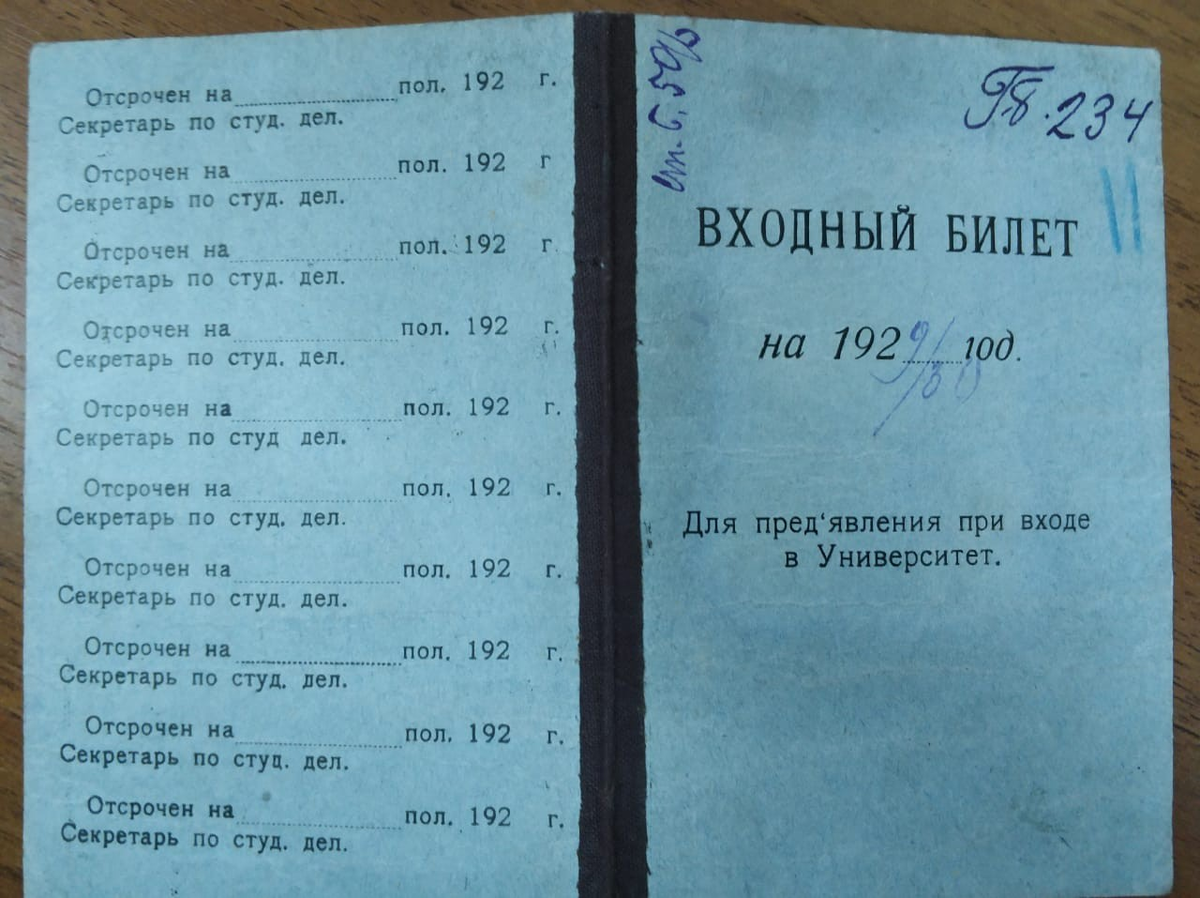 Отсрочен на пол. 192 г.
Секретарь по студ. дел.
Отсрочен на пол. 192 г
Секретарь по студ. дел.
Отсрочен на пол. 192 г
Секретарь по студ. дел.
Отсрочен на пол. 192 г.
Секретарь по студ. дел.
Отсрочен на пол. 192 г.
Секретарь по студ дел.
Отсрочен на пол. 192 г.
Секретарь по студ. дел.
Отсрочен на пол. 192 г.
Секретарь по студ. дел.
Отсрочен на пол. 192 г.
Секретарь по студ. дел.
Отсрочен на пол. 192 г.
Секретарь по студ. дел.
Отсрочен на пол. 192 г.
Секретарь по студ. дел.
234
ВХОДНЫЙ БИЛЕТ
на 1929/30 год.
Для пред‘явления при входе
в Университет.